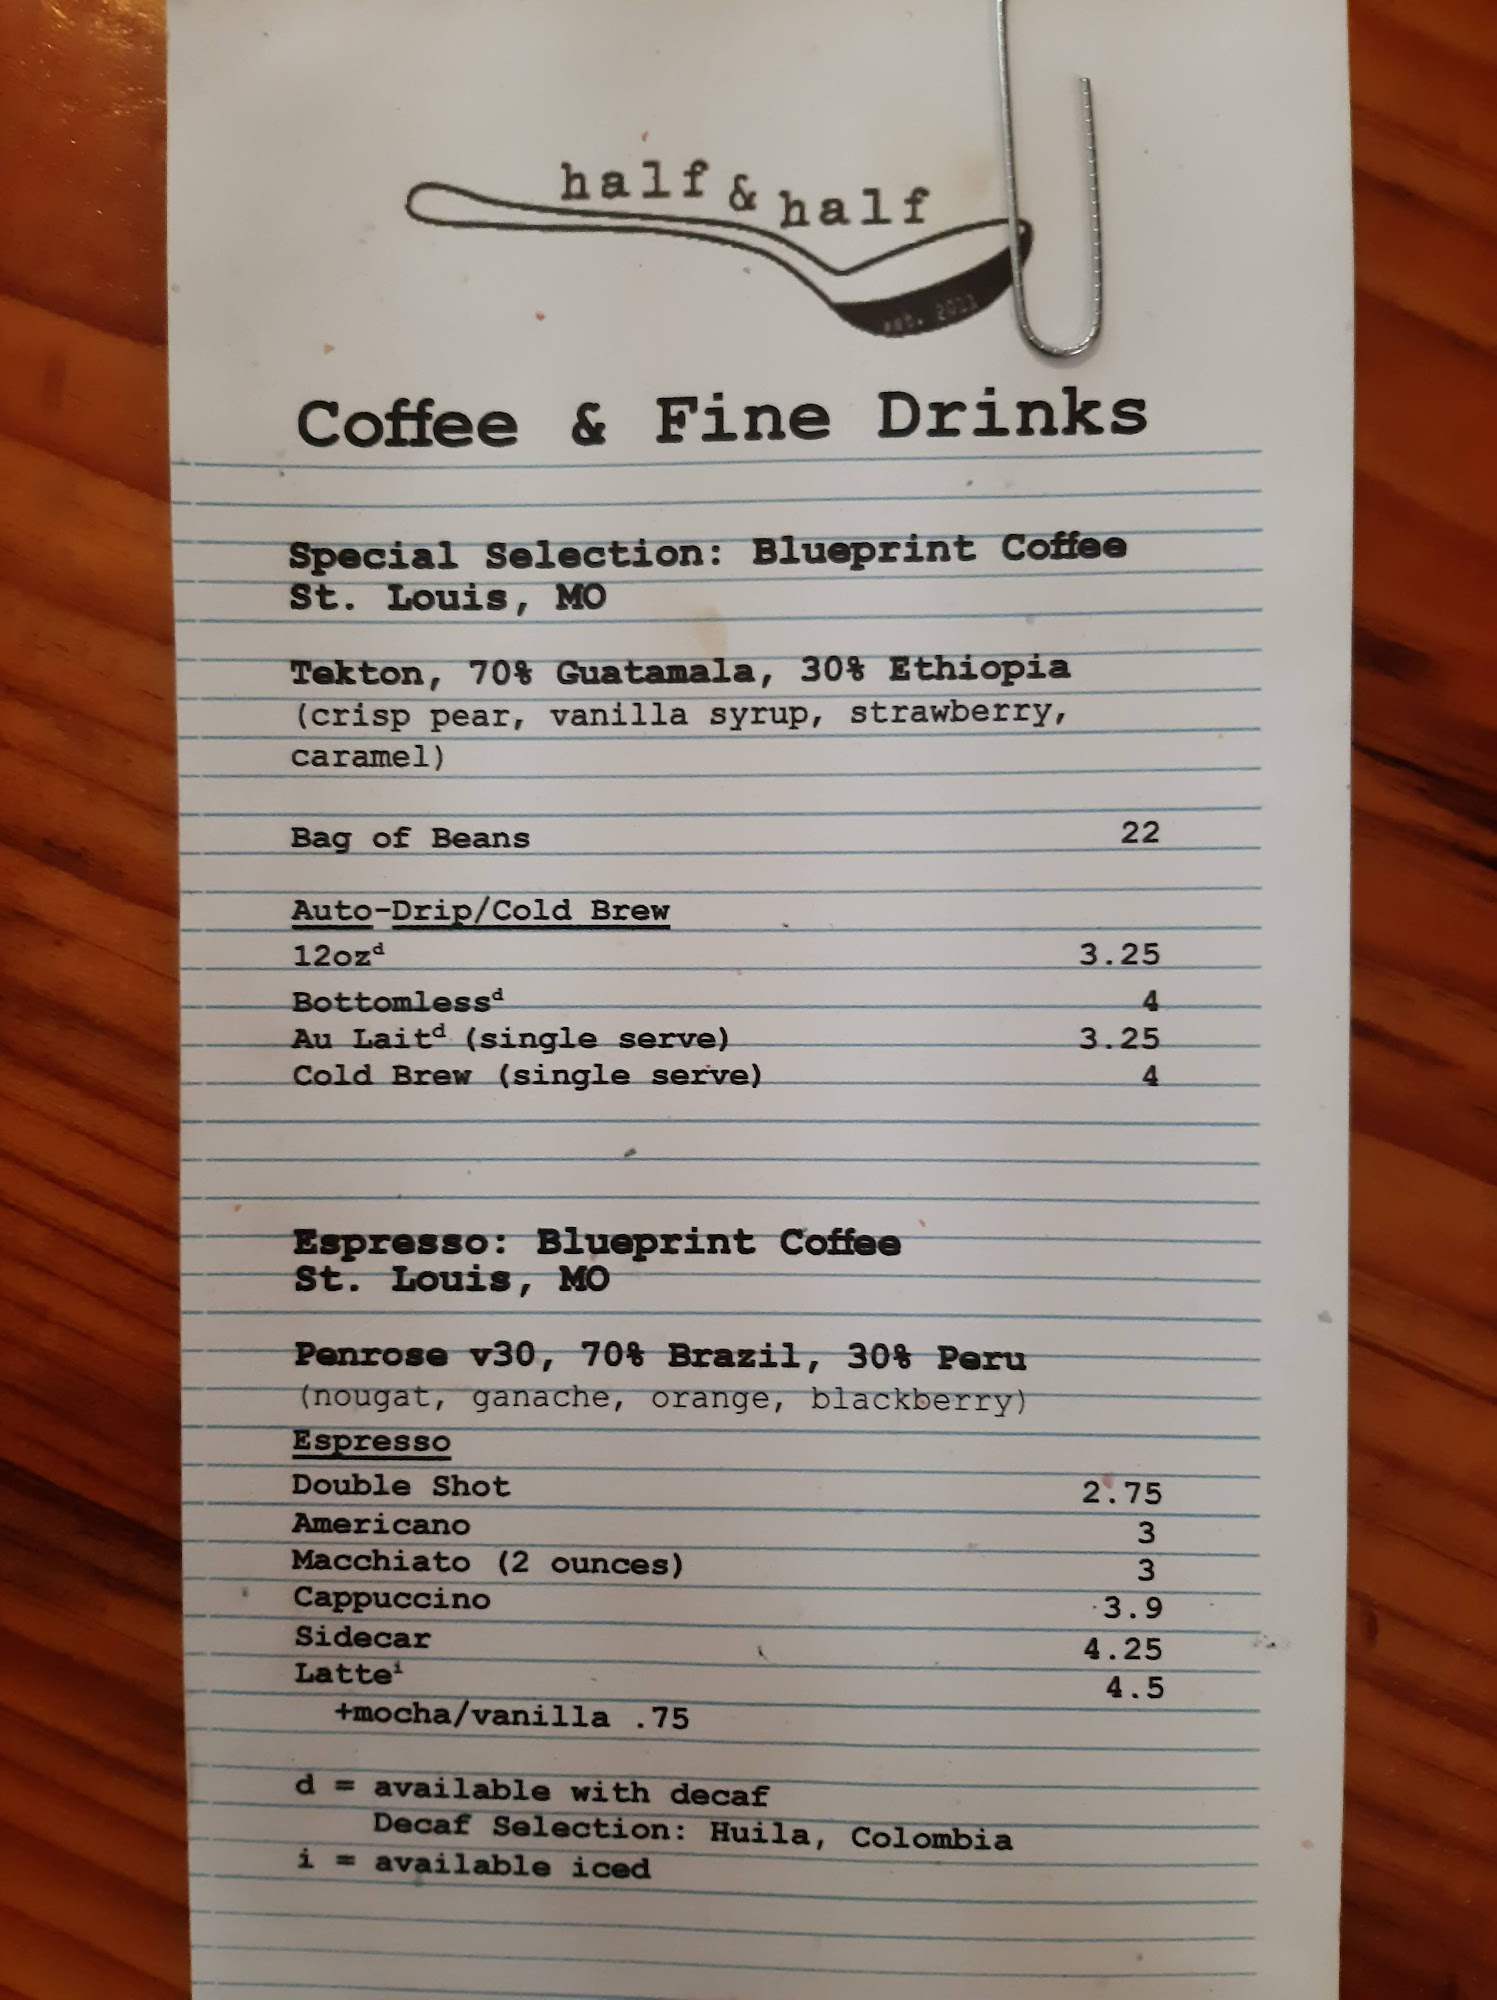 half & half
est. 2011
Coffee & Fine Drinks
Special Selection: Blueprint Coffee
St. Louis, MO
Tekton, 70% Guatamala, 30% Ethiopia
(crisp pear, vanilla syrup, strawberry,
caramel)
Bag of Beans 22
Auto-Drip/Cold Brew
12ozᵈ 3.25
Bottomlessᵈ 4
Au Laitᵈ (single serve) 3.25
Cold Brew (single serve) 4
Espresso: Blueprint Coffee
St. Louis, MO
Penrose v30, 70% Brazil, 30% Peru
(nougat, ganache, orange, blackberry)
Espresso
Double Shot 2.75
Americano 3
Macchiato (2 ounces) 3
Cappuccino 3.9
Sidecar 4.25
Latteⁱ 4.5
+mocha/vanilla .75
d = available with decaf
Decaf Selection: Huila, Colombia
i = available iced